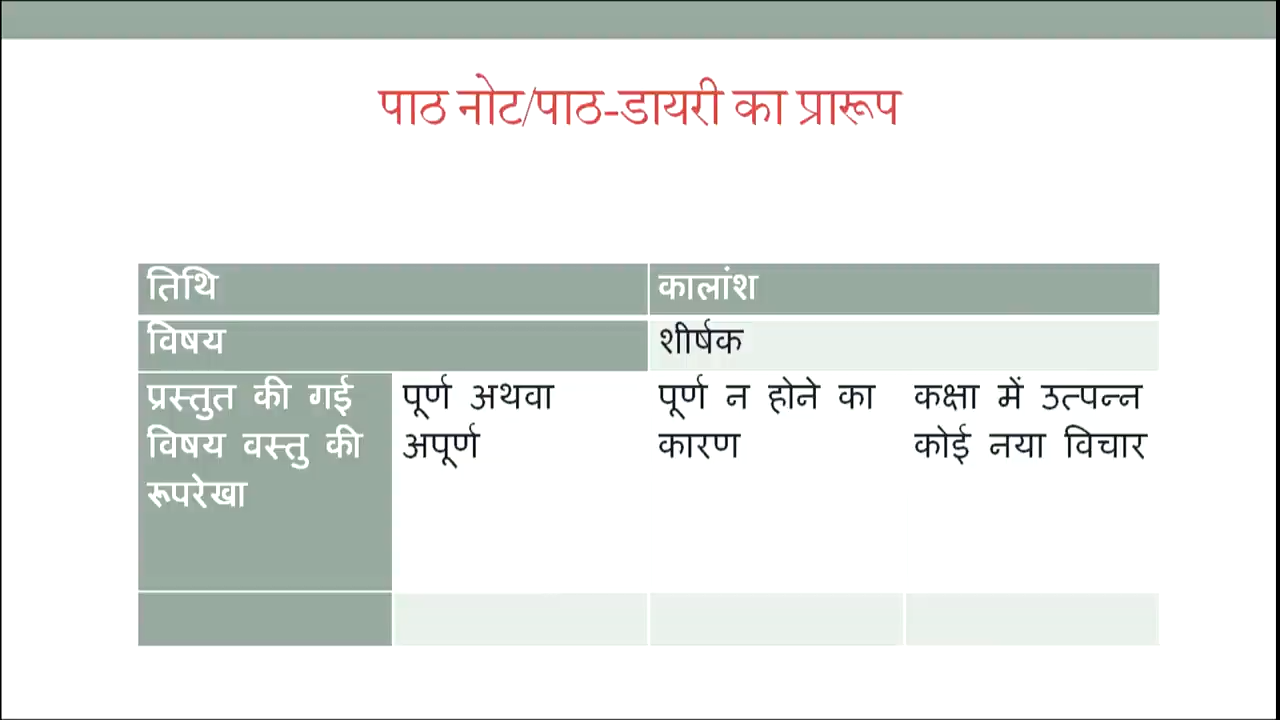 पाठ नोट/पाठ-डायरी का प्रारूप
तिथि कालांश
विषय शीर्षक
प्रस्तुत की गई विषय वस्तु की रूपरेखा
पूर्ण अथवा अपूर्ण
पूर्ण न होने का कारण
कक्षा में उत्पन्न कोई नया विचार